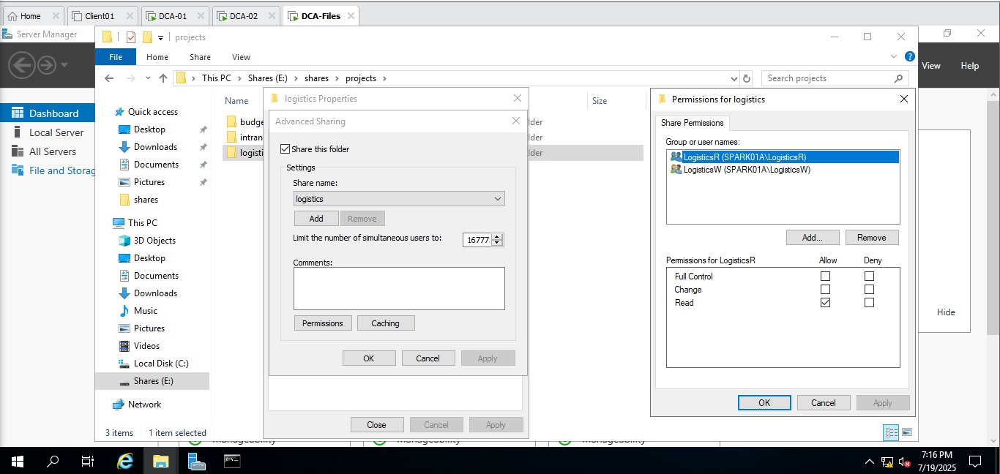 Home
Client01
DCA-01
DCA-02
DCA-Files
Server Manager
projects
File
Home
Share
View
View
Help
This PC
Shares (E:)
shares
projects
Search projects
Dashboard
Local Server
All Servers
File and Storag
Quick access
Desktop
Downloads
Documents
Pictures
shares
This PC
3D Objects
Desktop
Documents
Downloads
Music
Pictures
Videos
Local Disk (C:)
Shares (E:)
Network
3 items
1 item selected
Name
Size
budge
intran
logisti
lder
lder
lder
logistics Properties
Advanced Sharing
Share this folder
Settings
Share name:
logistics
Add
Remove
Limit the number of simultaneous users to:
16777
Comments:
Permissions
Caching
OK
Cancel
Apply
Close
Cancel
Apply
Permissions for logistics
Share Permissions
Group or user names:
LogisticsR (SPARK01A\LogisticsR)
LogisticsW (SPARK01A\LogisticsW)
Add...
Remove
Permissions for LogisticsR
Allow
Deny
Full Control
Change
Read
OK
Cancel
Apply
Hide
Manageability
Manageability
Manageability
7:16 PM
7/19/2025